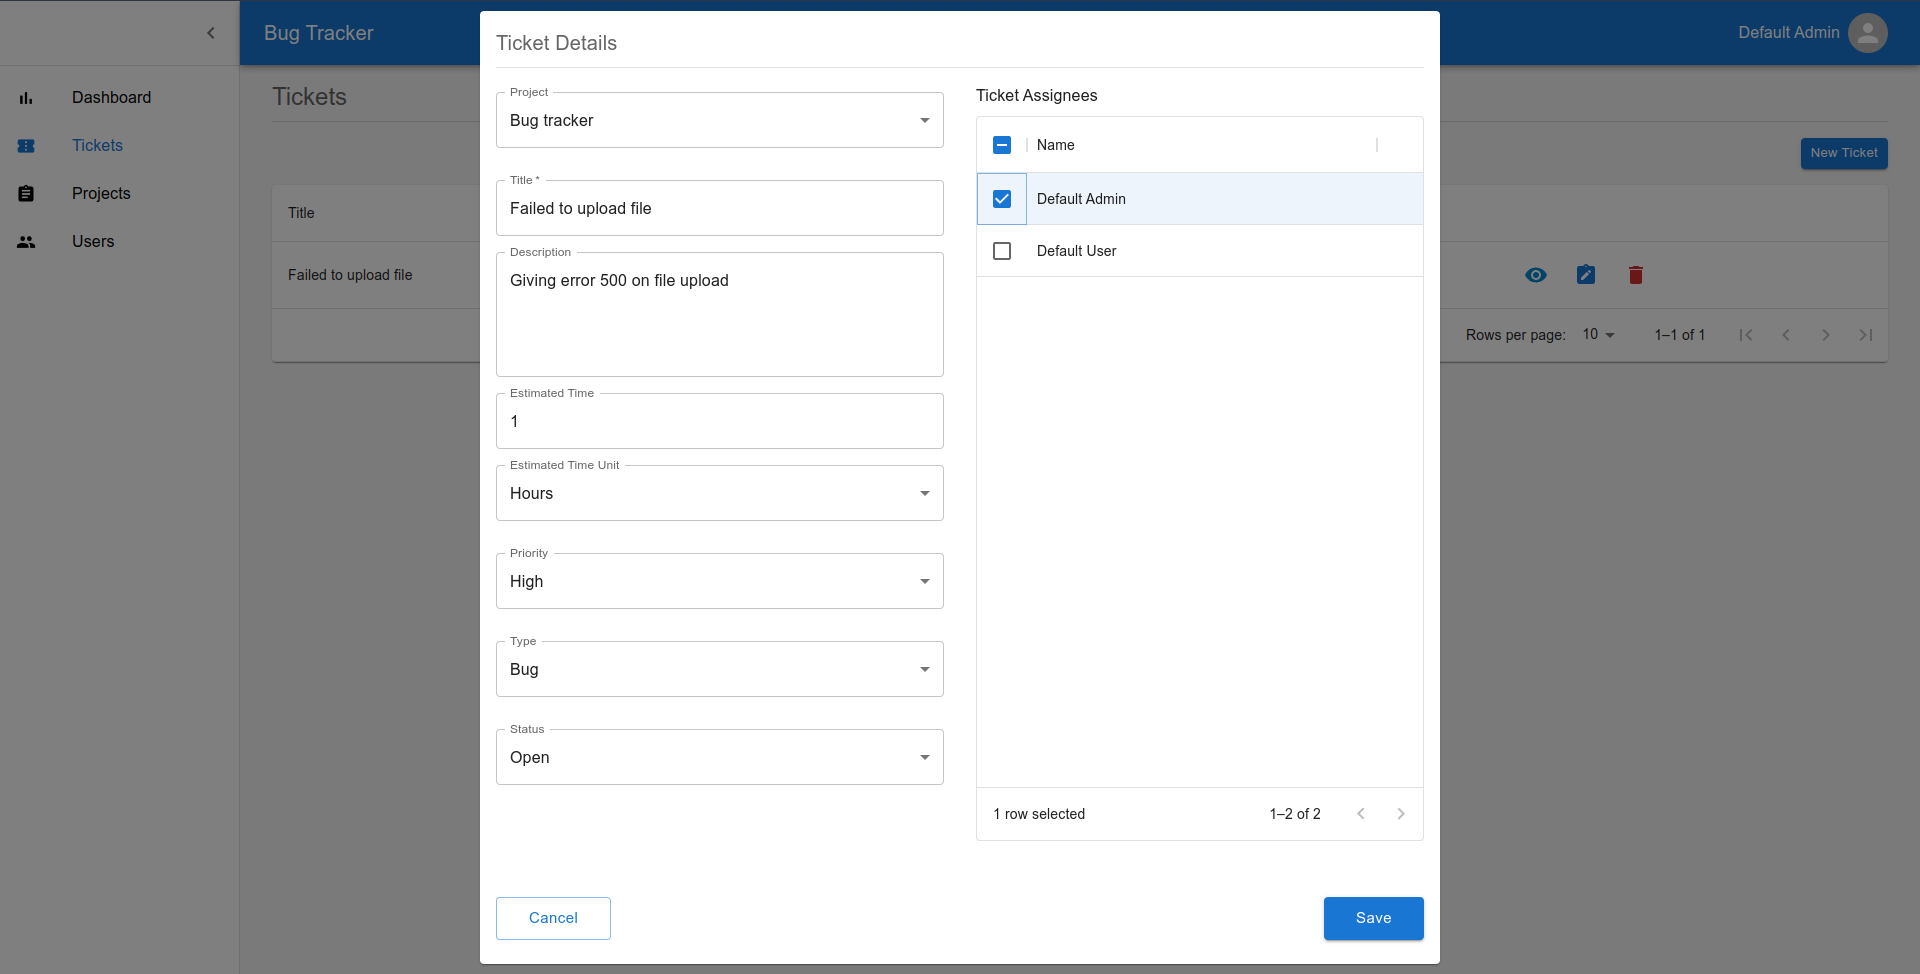 Bug Tracker
Default Admin
Dashboard
Tickets
Projects
Users
Tickets
New Ticket
Title
Failed to upload file
Rows per page: 10 1–1 of 1
Ticket Details
Project
Bug tracker
Title *
Failed to upload file
Description
Giving error 500 on file upload
Estimated Time
1
Estimated Time Unit
Hours
Priority
High
Type
Bug
Status
Open
Ticket Assignees
Name
Default Admin
Default User
1 row selected 1–2 of 2
Cancel
Save